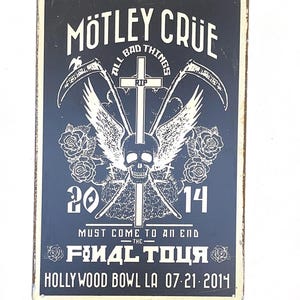 MÖTLEY CRÜE
ALL BAD THINGS
RIP
20 14
MUST COME TO AN END
THE
FINAL TOUR
HOLLYWOOD BOWL LA 07·21·2014